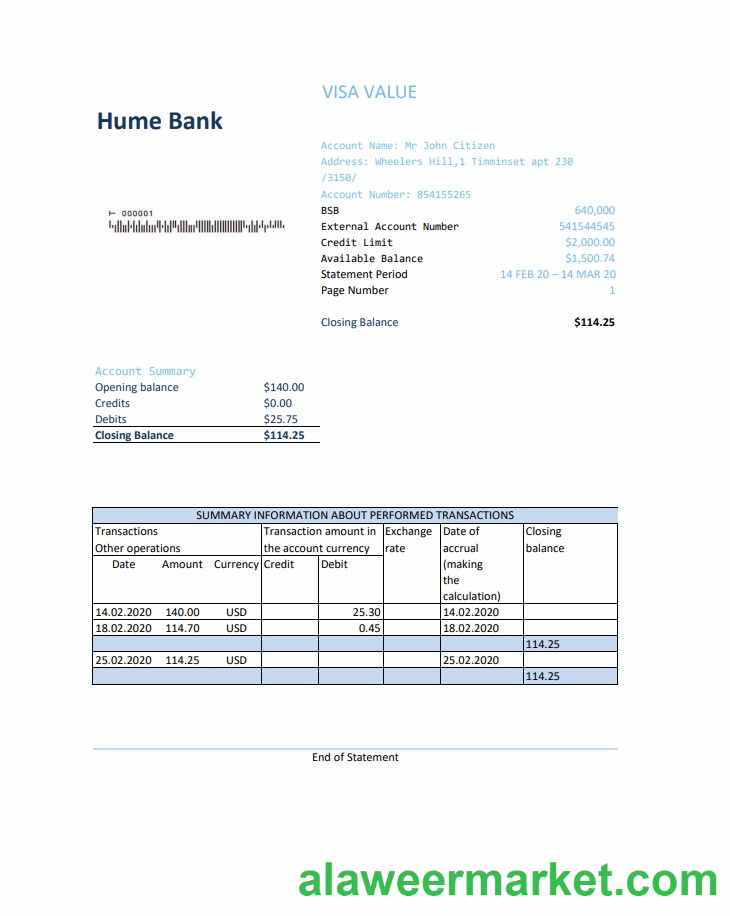 VISA VALUE
Hume Bank
Account Name: Mr John Citizen
Address: Wheelers Hill,1 Timminset apt 230
/3150/
Account Number: 854155265
⊢ 000001
BSB 640,000
External Account Number 541544545
Credit Limit $2,000.00
Available Balance $1,500.74
Statement Period 14 FEB 20 – 14 MAR 20
Page Number 1
Closing Balance $114.25
Account Summary
Opening balance $140.00
Credits $0.00
Debits $25.75
Closing Balance $114.25
SUMMARY INFORMATION ABOUT PERFORMED TRANSACTIONS
Transactions Transaction amount in Exchange Date of Closing
Other operations the account currency rate accrual balance
Date Amount Currency Credit Debit (making
the
calculation)
14.02.2020 140.00 USD 25.30 14.02.2020
18.02.2020 114.70 USD 0.45 18.02.2020
114.25
25.02.2020 114.25 USD 25.02.2020
114.25
End of Statement
alaweermarket.com